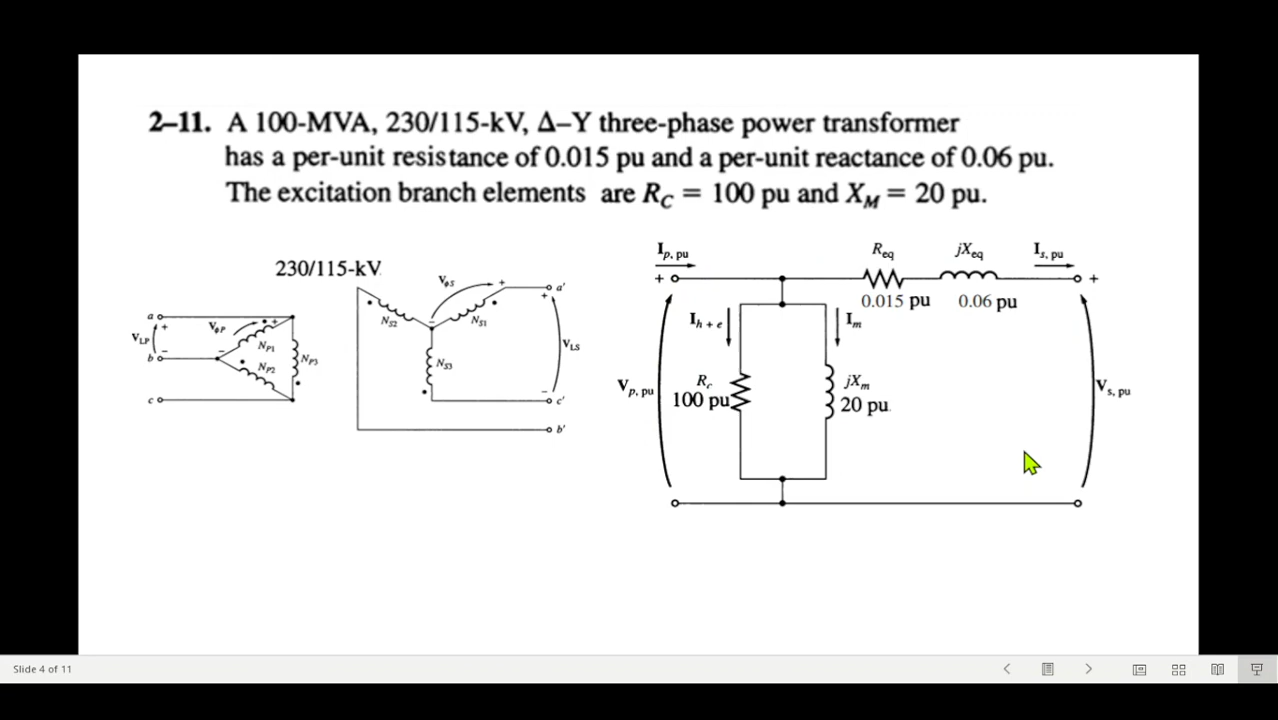 2–11. A 100-MVA, 230/115-kV, Δ–Y three-phase power transformer
has a per-unit resistance of 0.015 pu and a per-unit reactance of 0.06 pu.
The excitation branch elements are R_C = 100 pu and X_M = 20 pu.
230/115-kV
a
b
c
V_LP
+
–
V_ϕP
–
+
N_P1
N_P2
N_P3
V_ϕS
–
+
N_S2
N_S1
N_S3
a'
+
V_LS
–
c'
b'
I_p, pu
R_eq
jX_eq
I_s, pu
+
+
0.015 pu
0.06 pu
I_h + e
I_m
V_p, pu
R_c
100 pu
jX_m
20 pu
V_s, pu
Slide 4 of 11